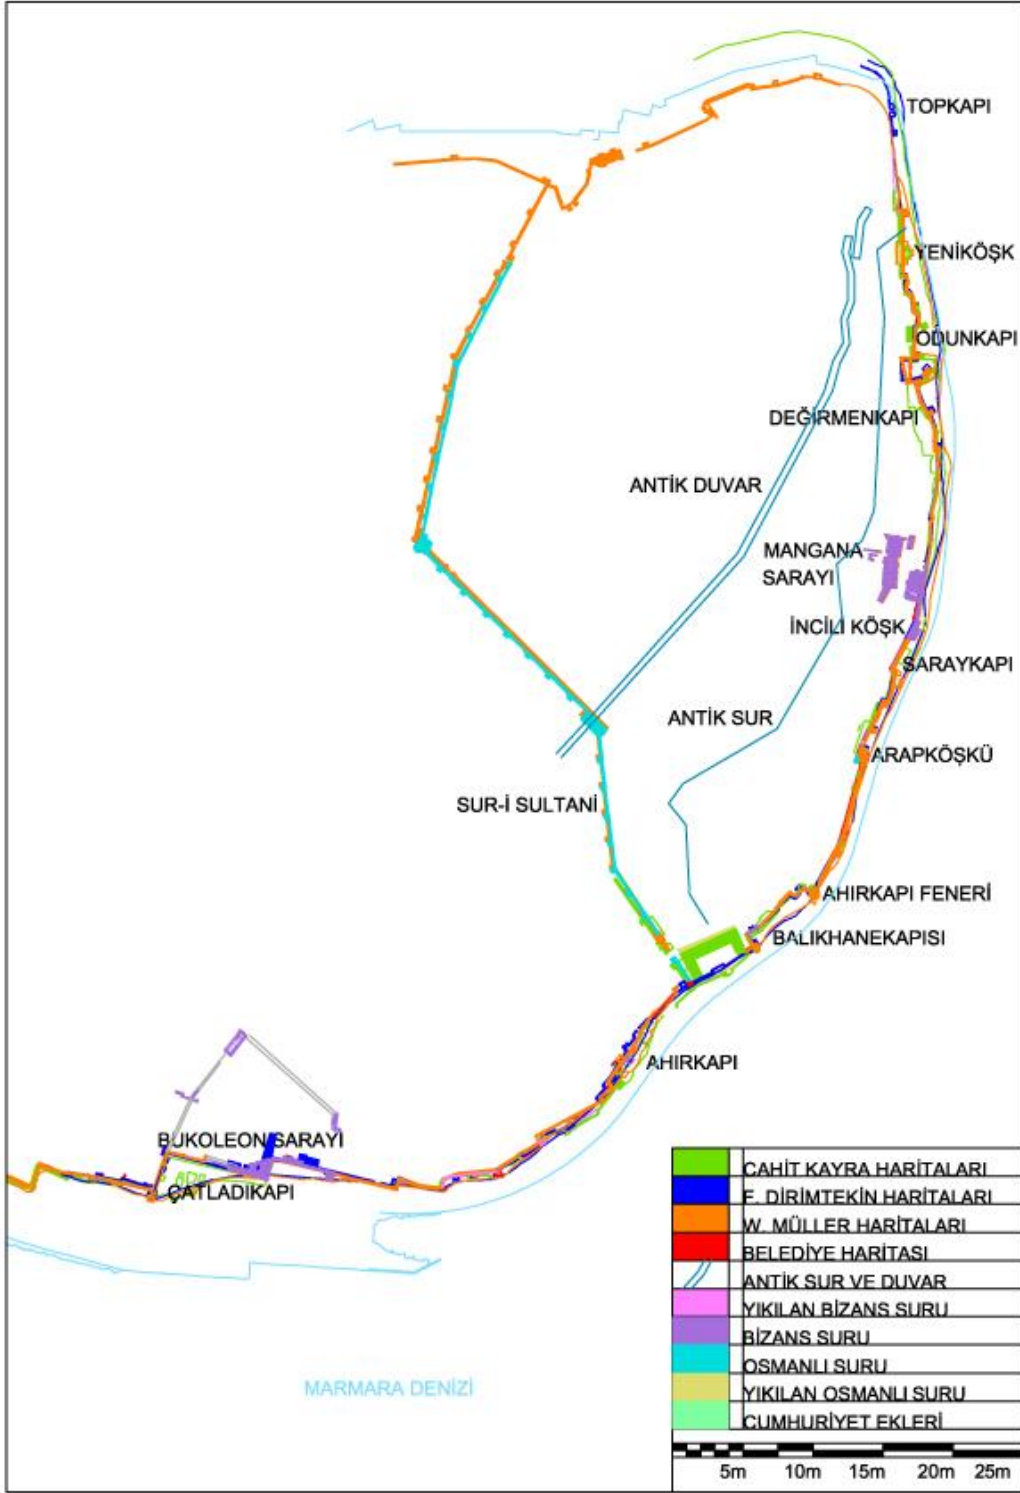 TOPKAPI
YENİKÖŞK
ODUNKAPI
DEĞİRMENKAPI
ANTİK DUVAR
MANGANA
SARAYI
İNCİLİ KÖŞK
SARAYKAPI
ANTİK SUR
ARAPKÖŞKÜ
SUR-İ SULTANİ
AHIRKAPI FENERİ
BALIKHANEKAPISI
AHIRKAPI
BUKOLEON SARAYI
ÇATLADIKAPI
MARMARA DENİZİ
CAHİT KAYRA HARİTALARI
F. DİRİMTEKİN HARİTALARI
W. MÜLLER HARİTALARI
BELEDİYE HARİTASI
ANTİK SUR VE DUVAR
YIKILAN BİZANS SURU
BİZANS SURU
OSMANLI SURU
YIKILAN OSMANLI SURU
CUMHURİYET EKLERİ
5m 10m 15m 20m 25m